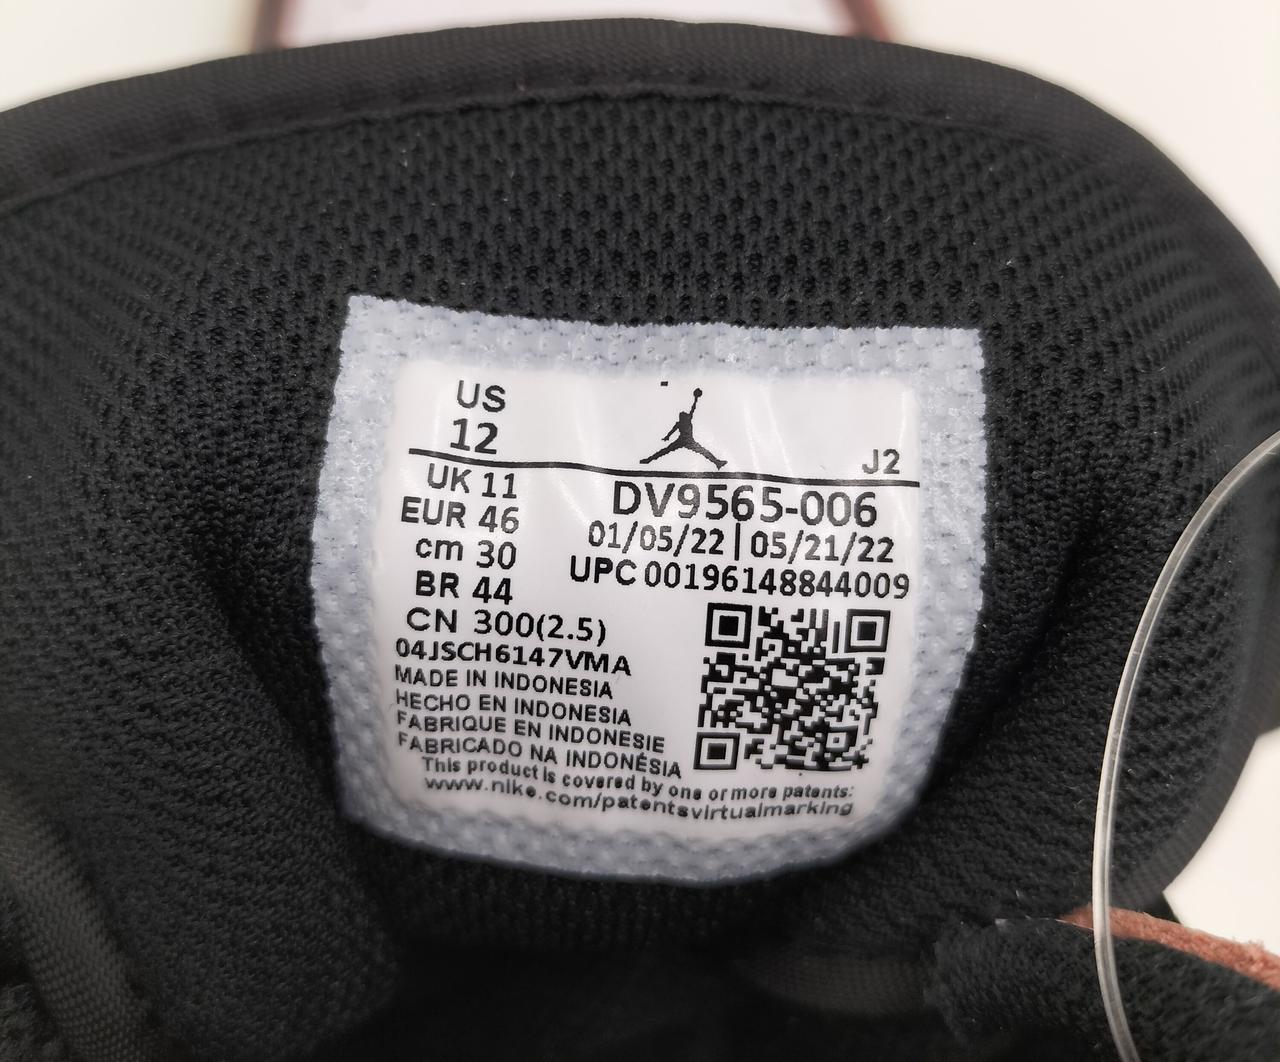 US
12
J2
UK 11
EUR 46
cm 30
BR 44
CN 300(2.5)
DV9565-006
01/05/22 | 05/21/22
UPC 00196148844009
04JSCH6147VMA
MADE IN INDONESIA
HECHO EN INDONESIA
FABRIQUE EN INDONESIE
FABRICADO NA INDONÉSIA
This product is covered by one or more patents:
www.nike.com/patentsvirtualmarking